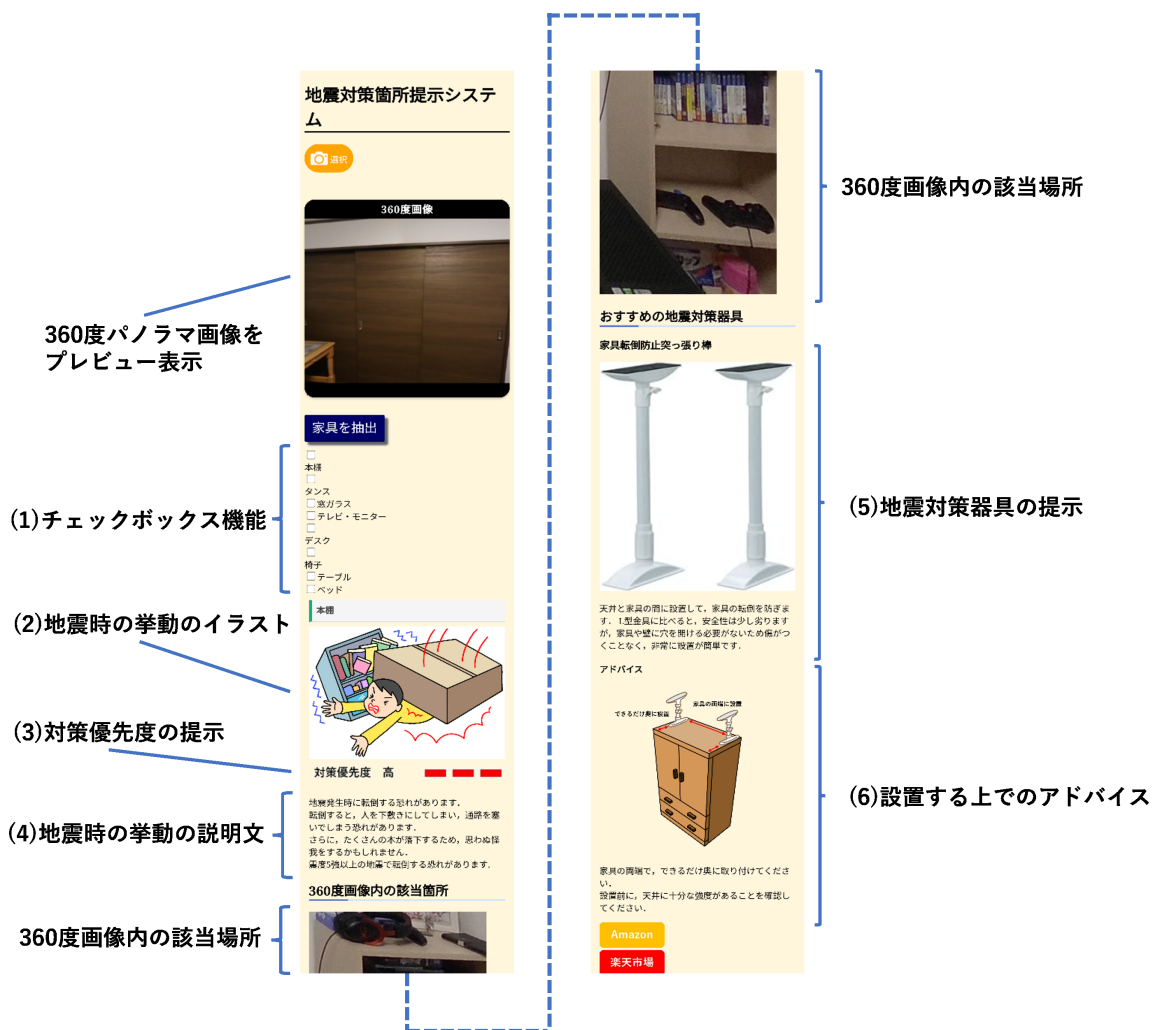 地震対策箇所提示システ
ム
選択
360度画像
360度パノラマ画像を
プレビュー表示
家具を抽出
(1)チェックボックス機能
本棚
タンス
窓ガラス
テレビ・モニター
デスク
椅子
テーブル
ベッド
本棚
(2)地震時の挙動のイラスト
(3)対策優先度の提示
対策優先度 高
(4)地震時の挙動の説明文
地震発生時に転倒する恐れがあります．
転倒すると，人を下敷きにしてしまい，通路を塞
いでしまう恐れがあります．
さらに，たくさんの本が落下するため，思わぬ怪
我をするかもしれません．
震度5強以上の地震で転倒する恐れがあります．
360度画像内の該当箇所
360度画像内の該当場所
360度画像内の該当場所
おすすめの地震対策器具
家具転倒防止突っ張り棒
(5)地震対策器具の提示
天井と家具の間に設置して，家具の転倒を防ぎま
す．L型金具に比べると，安全性は少し劣ります
が，家具や壁に穴を開ける必要がないため傷がつ
くことなく，非常に設置が簡単です．
アドバイス
家具の両端に設置
できるだけ奥に設置
(6)設置する上でのアドバイス
家具の両端で，できるだけ奥に取り付けてくださ
い．
設置前に，天井に十分な強度があることを確認し
てください．
Amazon
楽天市場